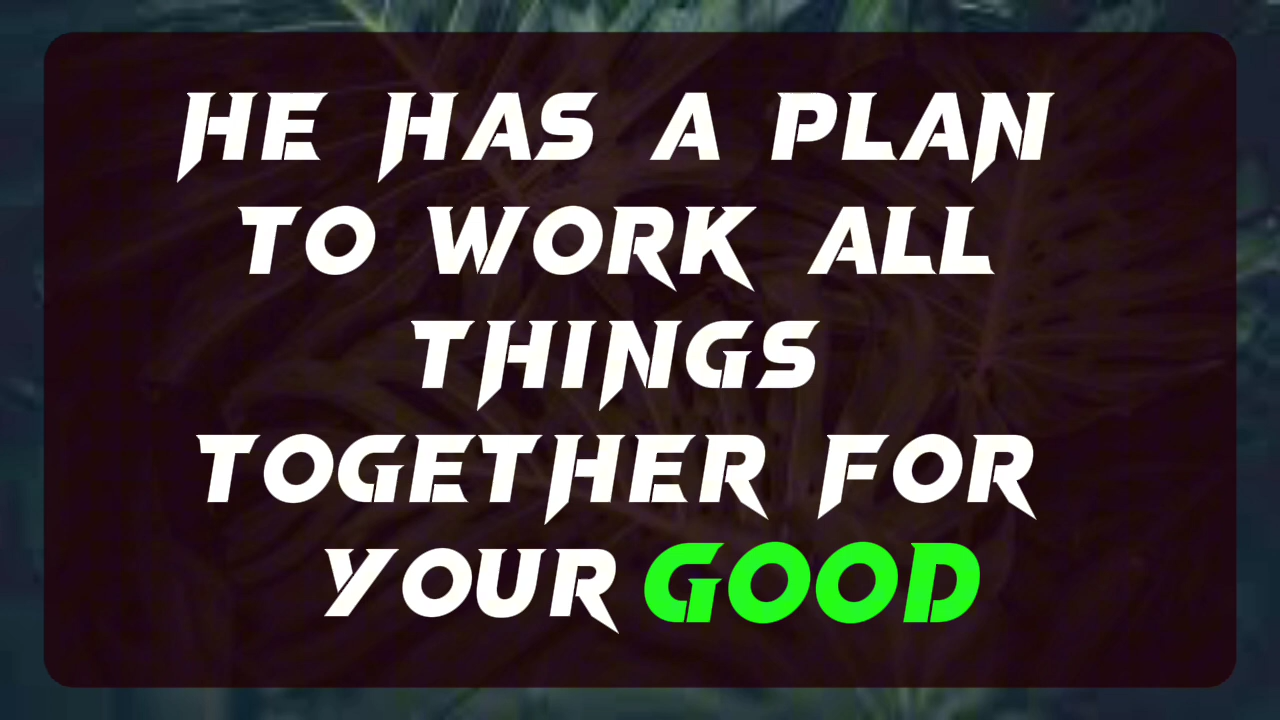 HE HAS A PLAN
TO WORK ALL
THINGS
TOGETHER FOR
YOUR GOOD